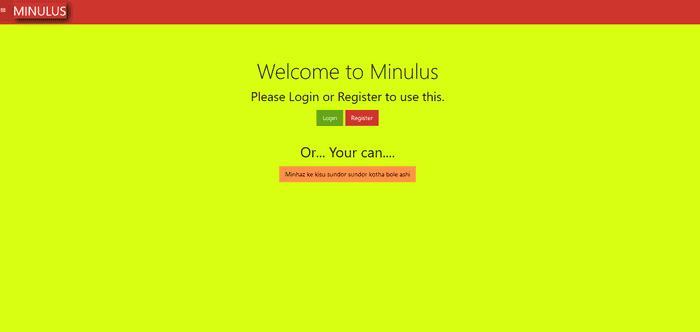 MINULUS
Welcome to Minulus
Please Login or Register to use this.
Login Register
Or... Your can....
Minhaz ke kisu sundor sundor kotha bole ashi